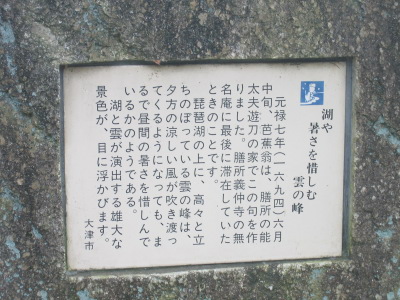 湖や
暑さを惜しむ
雲の峰
元禄七年(一六九四)六月
中旬、芭蕉翁は、膳所の能
太夫遊刀の家でこの句を作
りました。膳所義仲寺の無
名庵に最後に滞在していた
ときのことです。
琵琶湖の上に、高々と立
ちのぼっている雲の峰は、
夕方の涼しい風が吹き渡っ
てくるようになっても、ま
るで昼間の暑さを惜しんで
いるかのようである。
湖と雲が演出する雄大な
景色が、目に浮かびます。
大津市